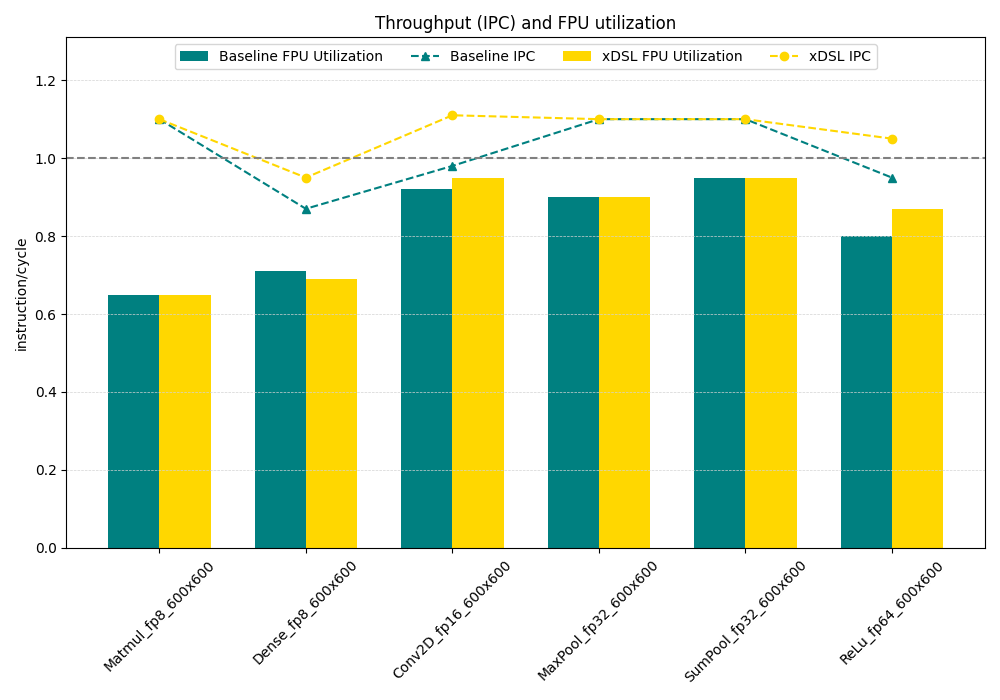 Throughput (IPC) and FPU utilization
Baseline FPU Utilization Baseline IPC xDSL FPU Utilization xDSL IPC
instruction/cycle
1.2
1.0
0.8
0.6
0.4
0.2
0.0
Matmul_fp8_600x600
Dense_fp8_600x600
Conv2D_fp16_600x600
MaxPool_fp32_600x600
SumPool_fp32_600x600
ReLu_fp64_600x600